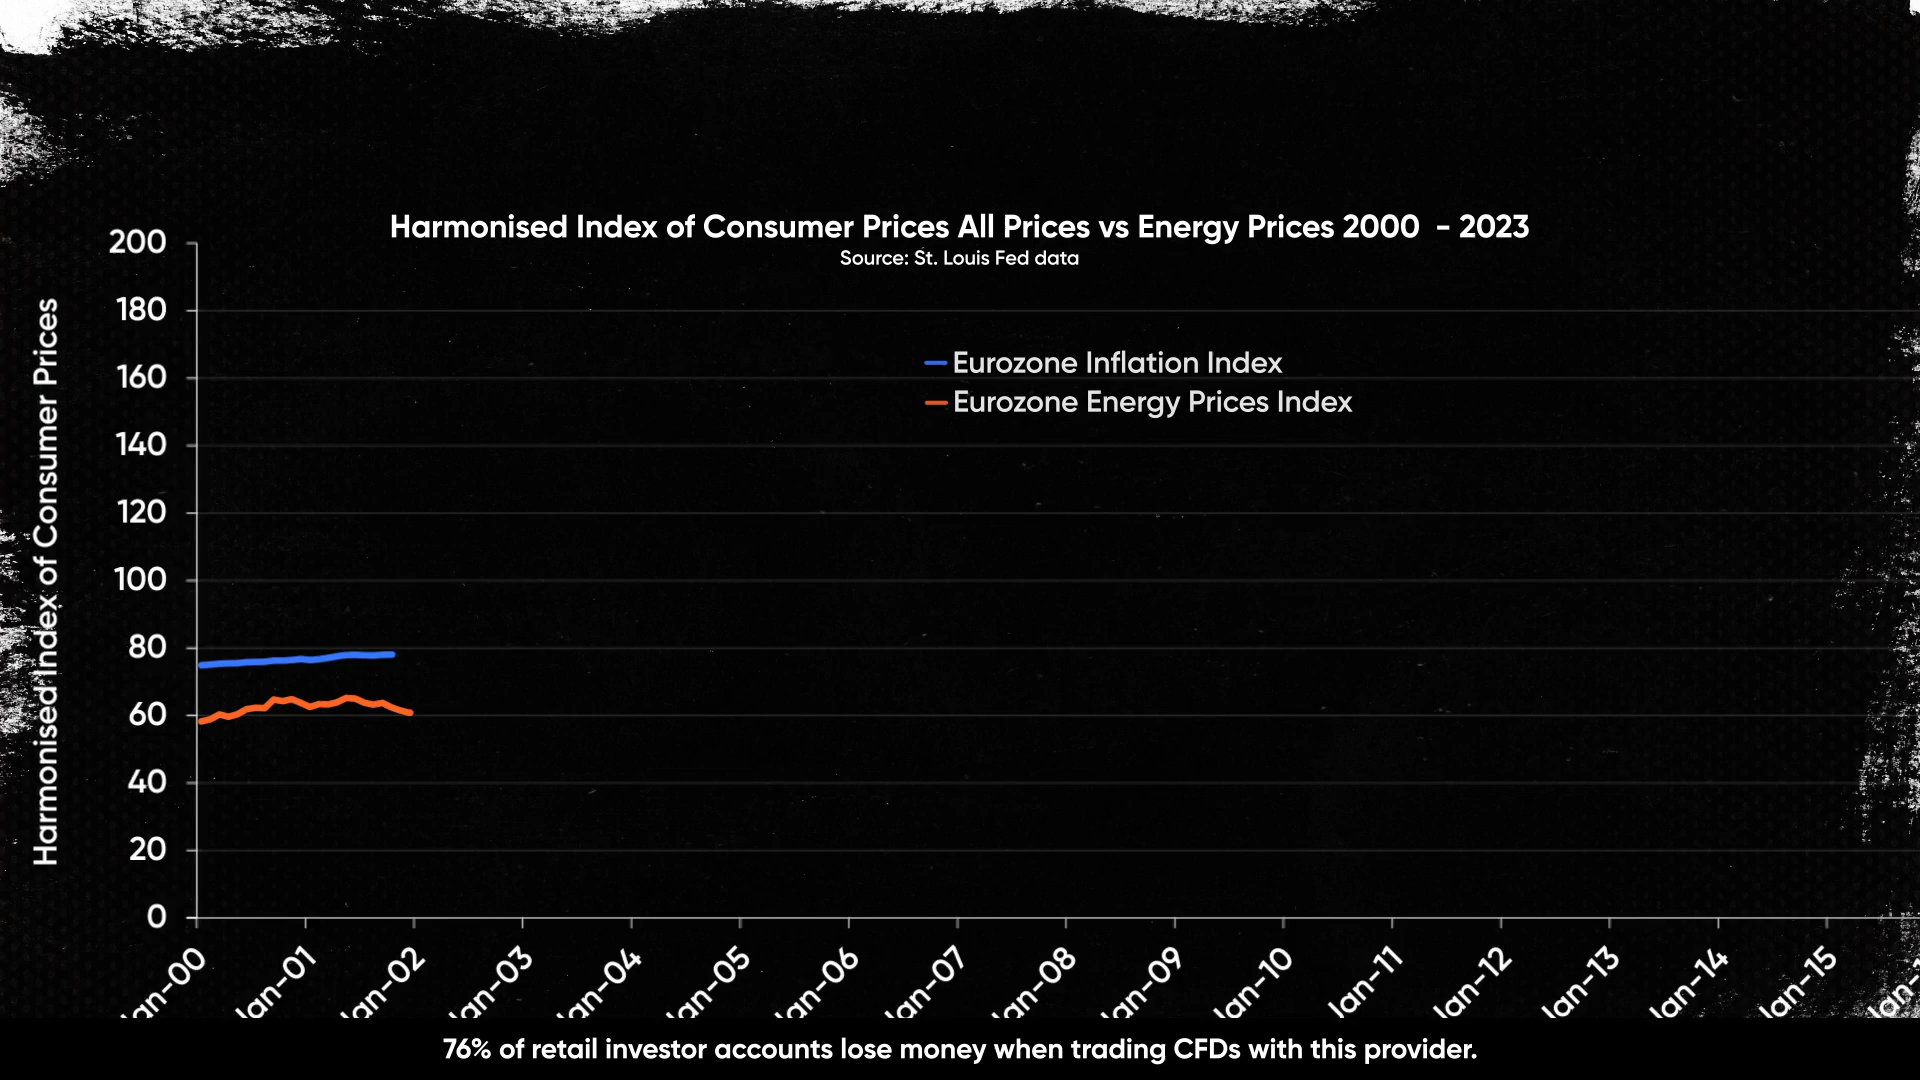 Harmonised Index of Consumer Prices All Prices vs Energy Prices 2000 - 2023
Source: St. Louis Fed data
Harmonised Index of Consumer Prices
200
180
160
140
120
100
80
60
40
20
0
Eurozone Inflation Index
Eurozone Energy Prices Index
Jan-00
Jan-01
Jan-02
Jan-03
Jan-04
Jan-05
Jan-06
Jan-07
Jan-08
Jan-09
Jan-10
Jan-11
Jan-12
Jan-13
Jan-14
Jan-15
76% of retail investor accounts lose money when trading CFDs with this provider.